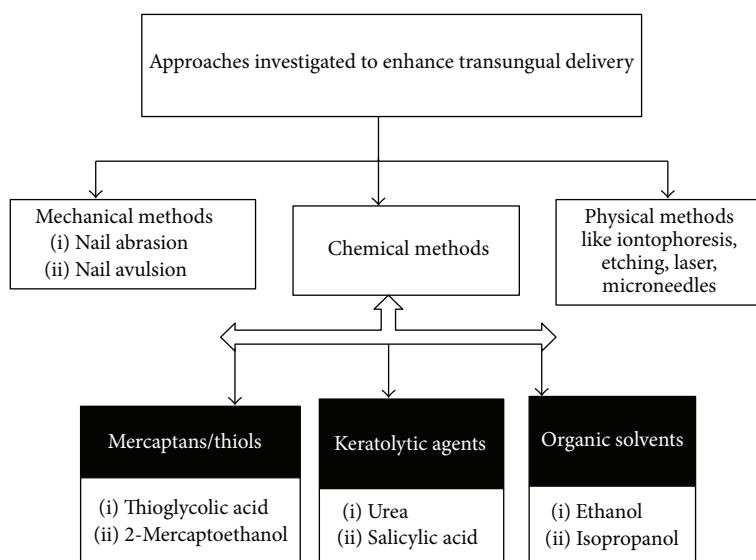 Approaches investigated to enhance transungual delivery
Mechanical methods
(i) Nail abrasion
(ii) Nail avulsion
Chemical methods
Physical methods
like iontophoresis,
etching, laser,
microneedles
Mercaptans/thiols
(i) Thioglycolic acid
(ii) 2-Mercaptoethanol
Keratolytic agents
(i) Urea
(ii) Salicylic acid
Organic solvents
(i) Ethanol
(ii) Isopropanol